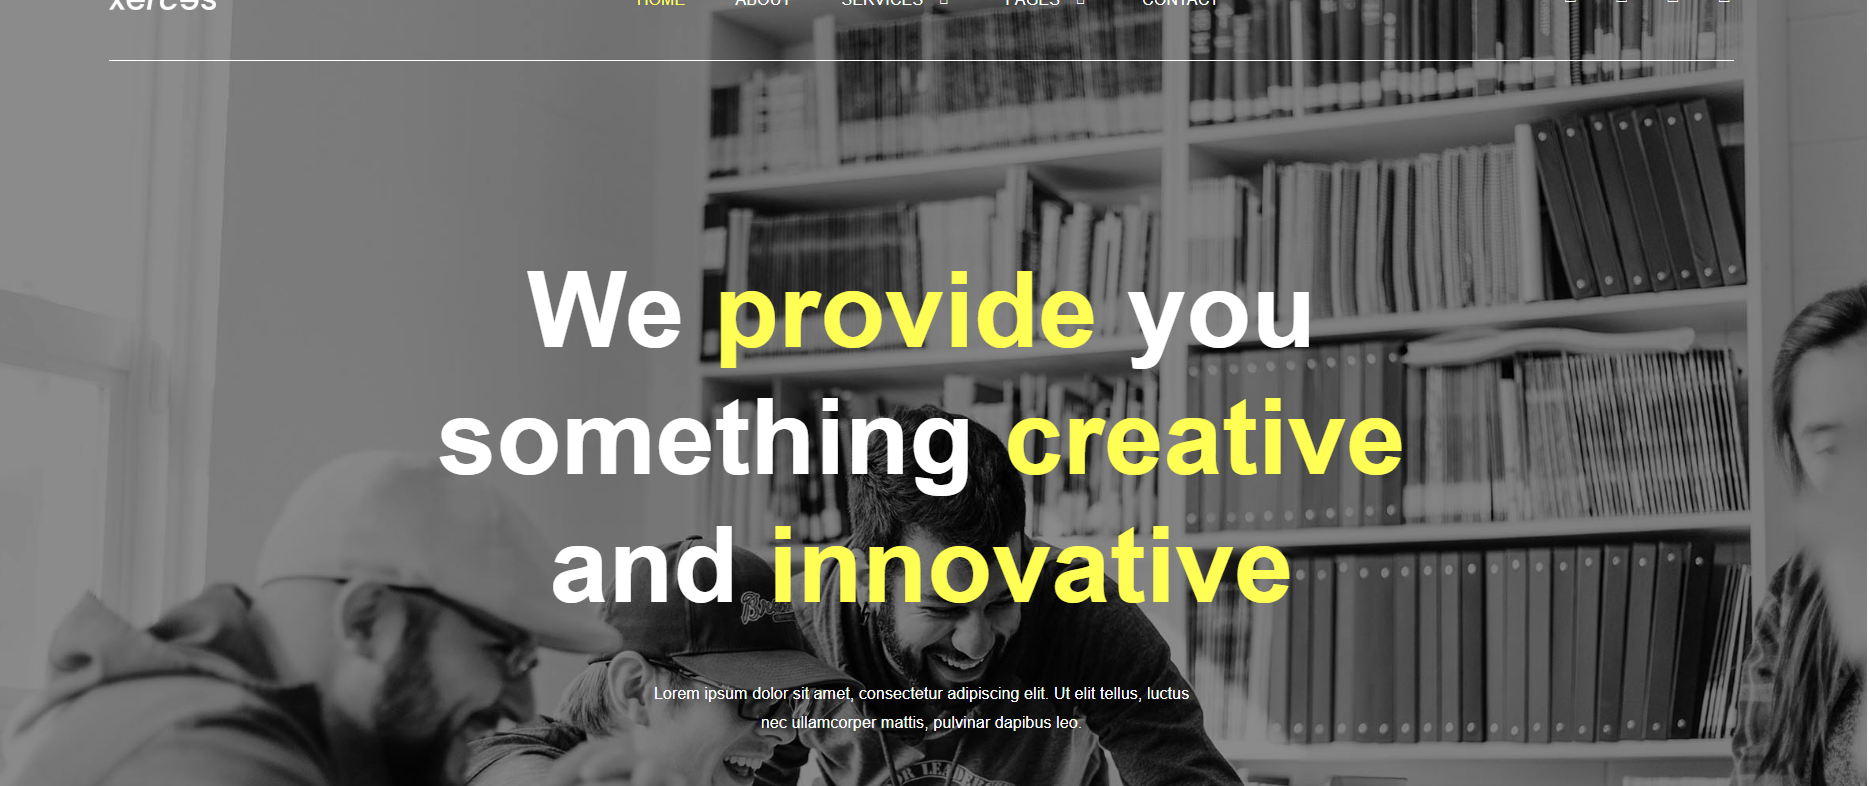 xerces
HOME ABOUT SERVICES PAGES CONTACT
We provide you
something creative
and innovative
Lorem ipsum dolor sit amet, consectetur adipiscing elit. Ut elit tellus, luctus
nec ullamcorper mattis, pulvinar dapibus leo.